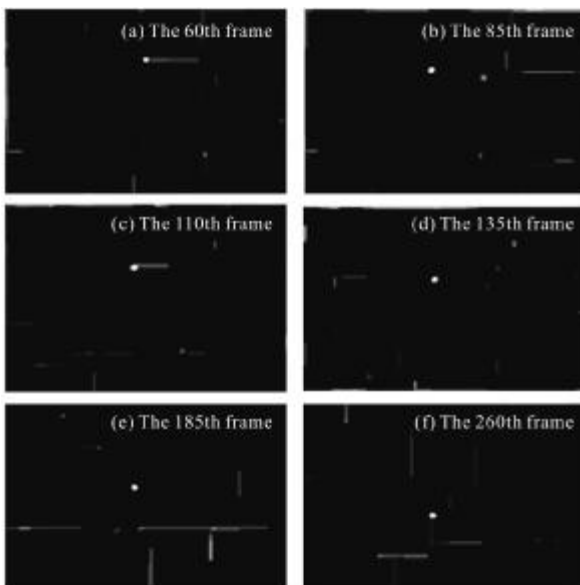 (a) The 60th frame
(b) The 85th frame
(c) The 110th frame
(d) The 135th frame
(e) The 185th frame
(f) The 260th frame